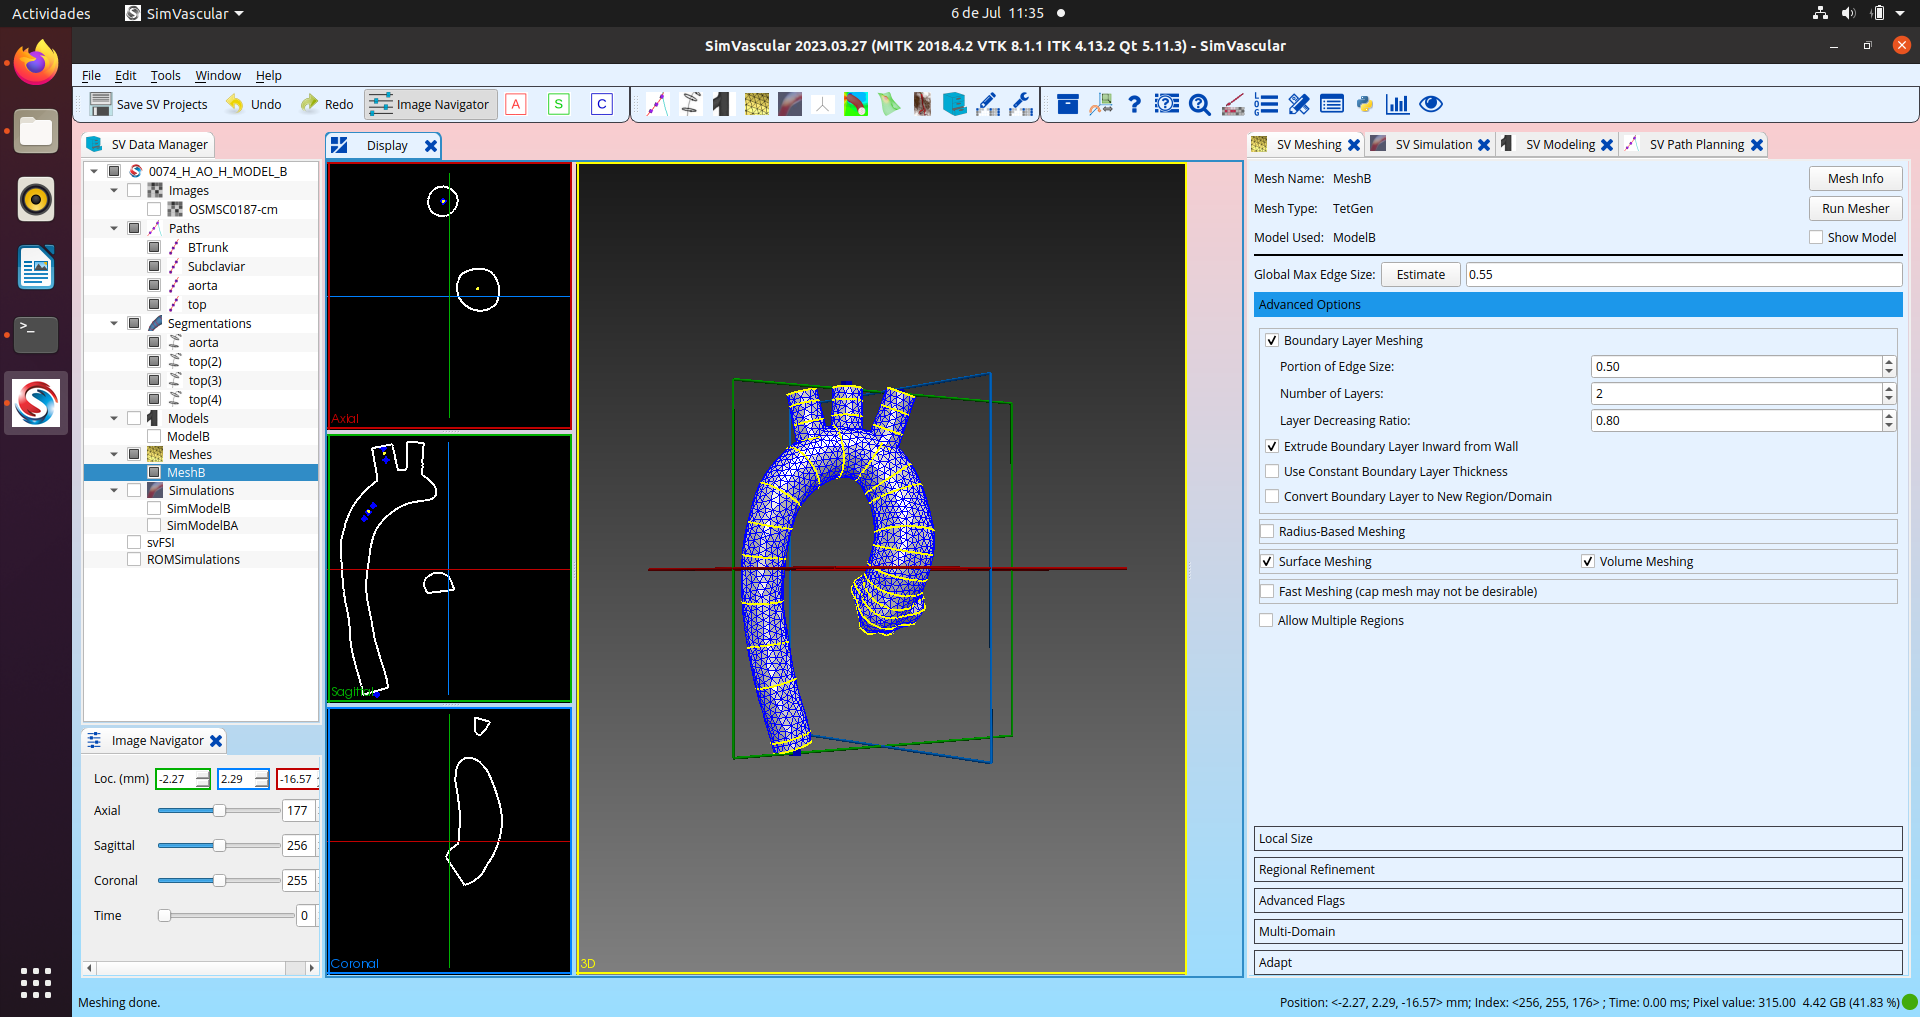 Actividades
SimVascular
6 de Jul 11:35
SimVascular 2023.03.27 (MITK 2018.4.2 VTK 8.1.1 ITK 4.13.2 Qt 5.11.3) - SimVascular
File Edit Tools Window Help
Save SV Projects Undo Redo Image Navigator A S C
SV Data Manager
0074_H_AO_H_MODEL_B
Images
OSMSC0187-cm
Paths
BTrunk
Subclaviar
aorta
top
Segmentations
aorta
top(2)
top(3)
top(4)
Models
ModelB
Meshes
MeshB
Simulations
SimModelB
SimModelBA
svFSI
ROMSimulations
Image Navigator
Loc. (mm) -2.27 2.29 -16.57
Axial 177
Sagittal 256
Coronal 255
Time 0
Display
Axial
Sagittal
Coronal
3D
SV Meshing SV Simulation SV Modeling SV Path Planning
Mesh Name: MeshB Mesh Info
Mesh Type: TetGen Run Mesher
Model Used: ModelB Show Model
Global Max Edge Size: Estimate 0.55
Advanced Options
Boundary Layer Meshing
Portion of Edge Size: 0.50
Number of Layers: 2
Layer Decreasing Ratio: 0.80
Extrude Boundary Layer Inward from Wall
Use Constant Boundary Layer Thickness
Convert Boundary Layer to New Region/Domain
Radius-Based Meshing
Surface Meshing Volume Meshing
Fast Meshing (cap mesh may not be desirable)
Allow Multiple Regions
Local Size
Regional Refinement
Advanced Flags
Multi-Domain
Adapt
Meshing done.
Position: <-2.27, 2.29, -16.57> mm; Index: <256, 255, 176> ; Time: 0.00 ms; Pixel value: 315.00 4.42 GB (41.83 %)